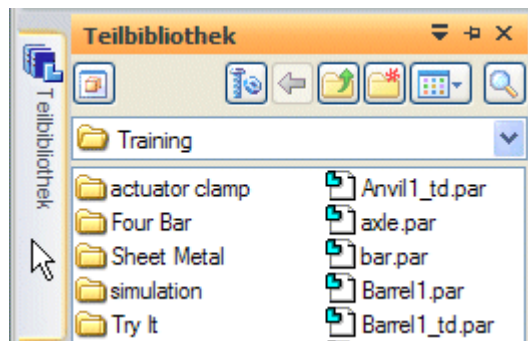 Teilbibliothek
Teilbibliothek
Training
actuator clamp
Four Bar
Sheet Metal
simulation
Try It
Anvil1_td.par
axle.par
bar.par
Barrel1.par
Barrel1_td.par